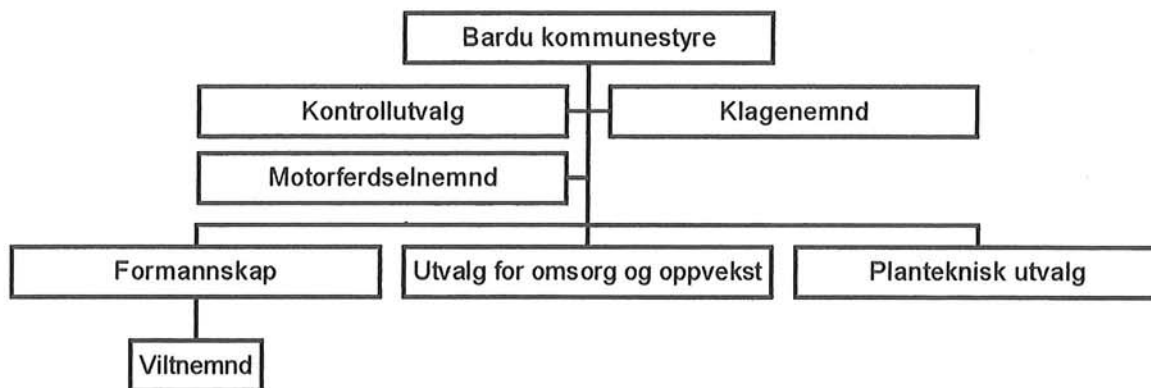 Bardu kommunestyre
Kontrollutvalg
Klagenemnd
Motorferdselnemnd
Formannskap
Utvalg for omsorg og oppvekst
Planteknisk utvalg
Viltnemnd